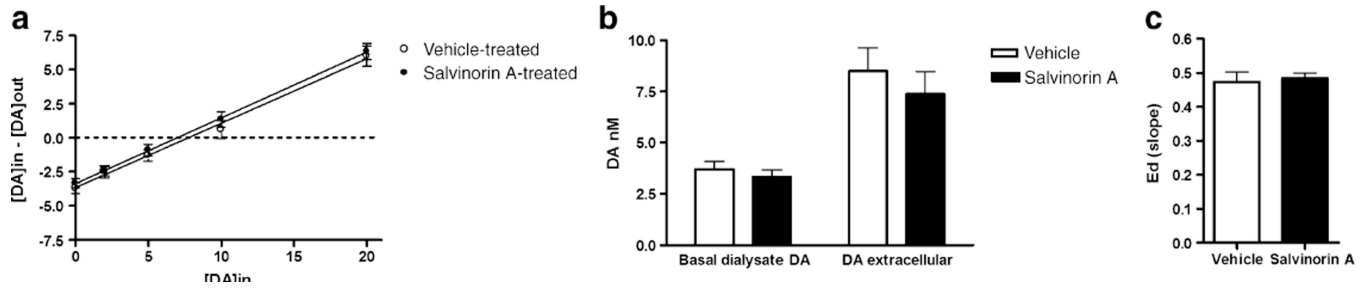 a
7.5
5.0
2.5
0.0
-2.5
-5.0
-7.5
[DA]in - [DA]out
0
5
10
15
20
[DA]in
Vehicle-treated
Salvinorin A-treated
b
10.0
7.5
5.0
2.5
0.0
DA nM
Basal dialysate DA
DA extracellular
Vehicle
Salvinorin A
c
0.6
0.5
0.4
0.3
0.2
0.1
0.0
Ed (slope)
Vehicle
Salvinorin A